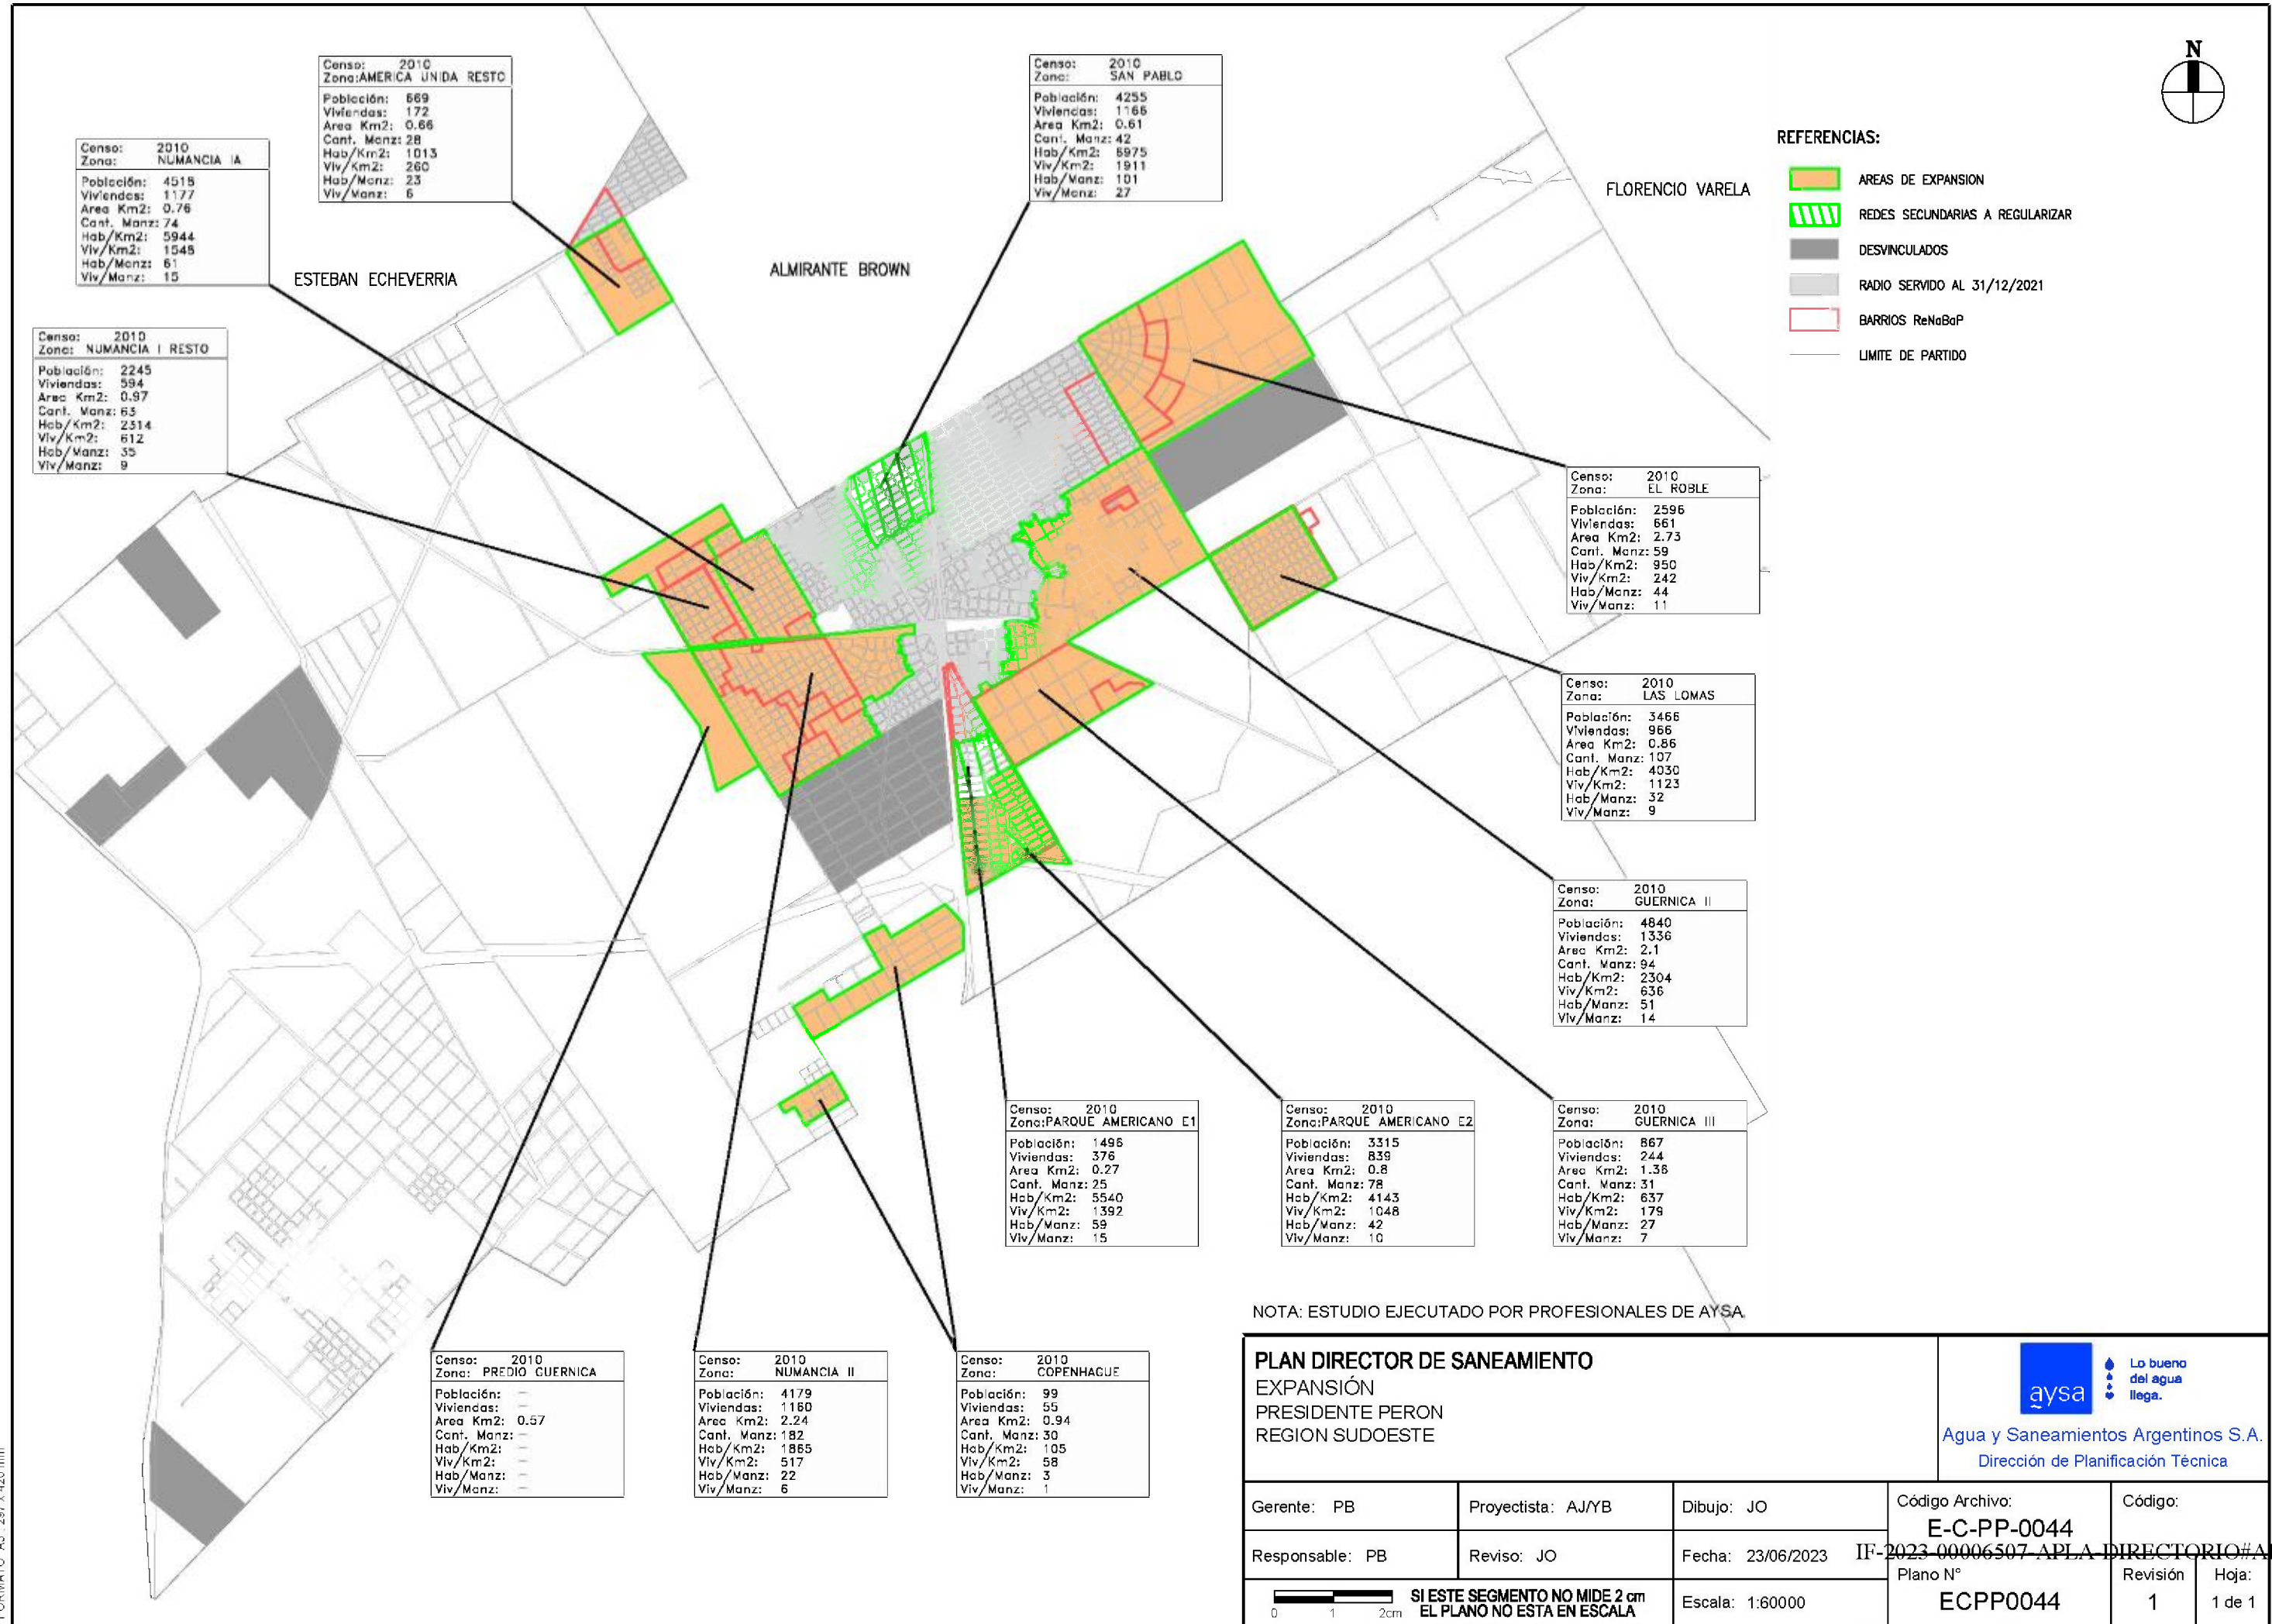 Censo: 2010
Zona:AMERICA UNIDA RESTO
Población: 669
Viviendas: 172
Area Km2: 0.66
Cant. Manz: 28
Hab/Km2: 1013
Viv/Km2: 260
Hab/Manz: 23
Viv/Manz: 6
Censo: 2010
Zona: SAN PABLO
Población: 4255
Viviendas: 1166
Area Km2: 0.61
Cant. Manz: 42
Hab/Km2: 6975
Viv/Km2: 1911
Hab/Manz: 101
Viv/Manz: 27
N
REFERENCIAS:
AREAS DE EXPANSION
REDES SECUNDARIAS A REGULARIZAR
DESVINCULADOS
RADIO SERVIDO AL 31/12/2021
BARRIOS ReNaBaP
LIMITE DE PARTIDO
Censo: 2010
Zona: NUMANCIA IA
Población: 4518
Viviendas: 1177
Area Km2: 0.76
Cant. Manz: 74
Hab/Km2: 5944
Viv/Km2: 1548
Hab/Manz: 61
Viv/Manz: 15
ESTEBAN ECHEVERRIA
ALMIRANTE BROWN
FLORENCIO VARELA
Censo: 2010
Zona: NUMANCIA I RESTO
Población: 2245
Viviendas: 594
Area Km2: 0.97
Cant. Manz: 63
Hab/Km2: 2314
Viv/Km2: 612
Hab/Manz: 35
Viv/Manz: 9
Censo: 2010
Zona: EL ROBLE
Población: 2596
Viviendas: 661
Area Km2: 2.73
Cant. Manz: 59
Hab/Km2: 950
Viv/Km2: 242
Hab/Manz: 44
Viv/Manz: 11
Censo: 2010
Zona: LAS LOMAS
Población: 3466
Viviendas: 966
Area Km2: 0.86
Cant. Manz: 107
Hab/Km2: 4030
Viv/Km2: 1123
Hab/Manz: 32
Viv/Manz: 9
Censo: 2010
Zona: GUERNICA II
Población: 4840
Viviendas: 1336
Area Km2: 2.1
Cant. Manz: 94
Hab/Km2: 2304
Viv/Km2: 636
Hab/Manz: 51
Viv/Manz: 14
Censo: 2010
Zona:PARQUE AMERICANO E1
Población: 1496
Viviendas: 376
Area Km2: 0.27
Cant. Manz: 25
Hab/Km2: 5540
Viv/Km2: 1392
Hab/Manz: 59
Viv/Manz: 15
Censo: 2010
Zona:PARQUE AMERICANO E2
Población: 3315
Viviendas: 839
Area Km2: 0.8
Cant. Manz: 78
Hab/Km2: 4143
Viv/Km2: 1048
Hab/Manz: 42
Viv/Manz: 10
Censo: 2010
Zona: GUERNICA III
Población: 867
Viviendas: 244
Area Km2: 1.36
Cant. Manz: 31
Hab/Km2: 637
Viv/Km2: 179
Hab/Manz: 27
Viv/Manz: 7
Censo: 2010
Zona: PREDIO GUERNICA
Población: –
Viviendas: –
Area Km2: 0.57
Cant. Manz: –
Hab/Km2: –
Viv/Km2: –
Hab/Manz: –
Viv/Manz: –
Censo: 2010
Zona: NUMANCIA II
Población: 4179
Viviendas: 1160
Area Km2: 2.24
Cant. Manz: 182
Hab/Km2: 1865
Viv/Km2: 517
Hab/Manz: 22
Viv/Manz: 6
Censo: 2010
Zona: COPENHAGUE
Población: 99
Viviendas: 55
Area Km2: 0.94
Cant. Manz: 30
Hab/Km2: 105
Viv/Km2: 58
Hab/Manz: 3
Viv/Manz: 1
NOTA: ESTUDIO EJECUTADO POR PROFESIONALES DE AYSA.
PLAN DIRECTOR DE SANEAMIENTO
EXPANSIÓN
PRESIDENTE PERON
REGION SUDOESTE
aysa
Lo bueno
del agua
llega.
Agua y Saneamientos Argentinos S.A.
Dirección de Planificación Técnica
Gerente: PB
Proyectista: AJ/YB
Dibujo: JO
Código Archivo:
E-C-PP-0044
Código:
Responsable: PB
Reviso: JO
Fecha: 23/06/2023
IF-2023-00006507-APLA-DIRECTORIO#A
0 1 2cm
SI ESTE SEGMENTO NO MIDE 2 cm
EL PLANO NO ESTA EN ESCALA
Escala: 1:60000
Plano N°
ECPP0044
Revisión
1
Hoja:
1 de 1